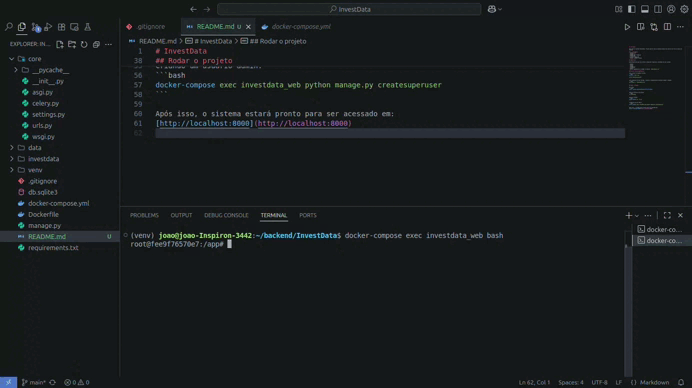 InvestData
EXPLORER: IN...
core
__pycache__
__init__.py
asgi.py
celery.py
settings.py
urls.py
wsgi.py
data
investdata
venv
.gitignore
db.sqlite3
docker-compose.yml
Dockerfile
manage.py
README.md U
requirements.txt
.gitignore
README.md U
docker-compose.yml
README.md > # InvestData > ## Rodar o projeto
1 # InvestData
38 ## Rodar o projeto
56 ```bash
57 docker-compose exec investdata_web python manage.py createsuperuser
58 ```
59
60 Após isso, o sistema estará pronto para ser acessado em:
61 [http://localhost:8000](http://localhost:8000)
62
PROBLEMS OUTPUT DEBUG CONSOLE TERMINAL PORTS
(venv) joao@joao-Inspiron-3442:~/backend/InvestData$ docker-compose exec investdata_web bash
root@fee9f76570e7:/app#
docker-co...
docker-co...
main* 0 0 Ln 62, Col 1 Spaces: 4 UTF-8 LF Markdown